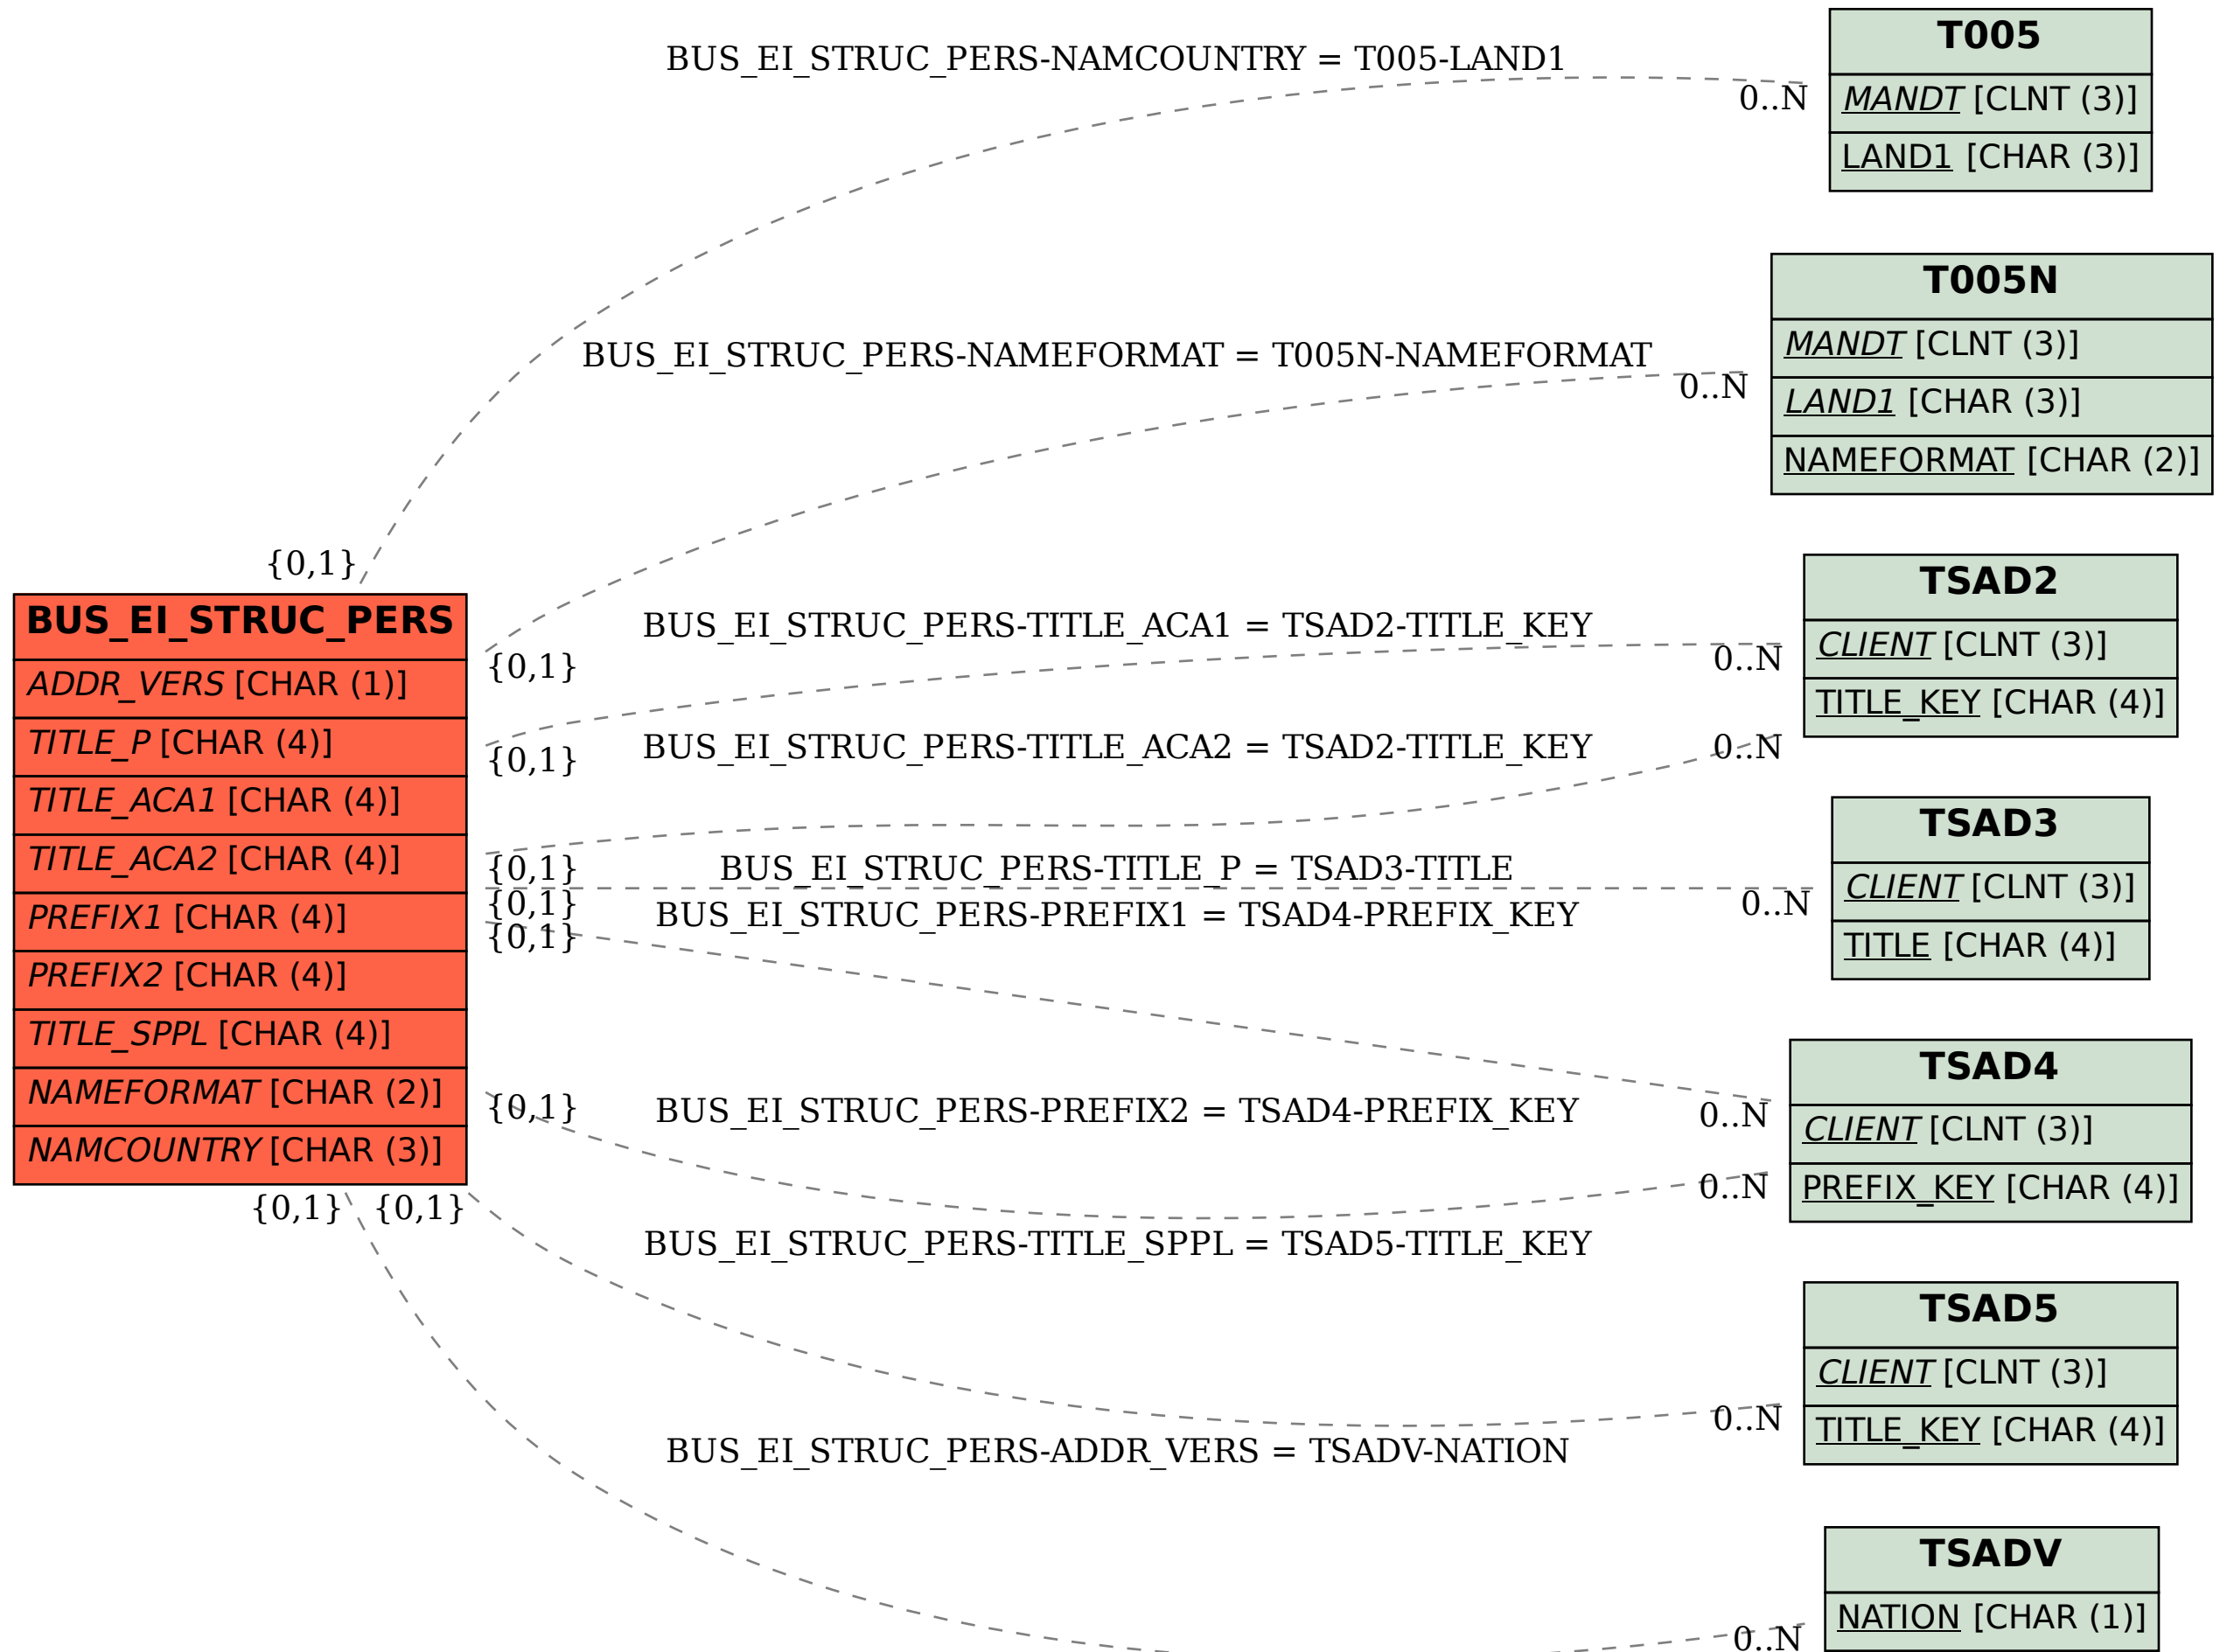 BUS_EI_STRUC_PERS-NAMCOUNTRY = T005-LAND1
0..N
T005
MANDT [CLNT (3)]
LAND1 [CHAR (3)]
BUS_EI_STRUC_PERS-NAMEFORMAT = T005N-NAMEFORMAT
0..N
T005N
MANDT [CLNT (3)]
LAND1 [CHAR (3)]
NAMEFORMAT [CHAR (2)]
{0,1}
BUS_EI_STRUC_PERS
ADDR_VERS [CHAR (1)]
TITLE_P [CHAR (4)]
TITLE_ACA1 [CHAR (4)]
TITLE_ACA2 [CHAR (4)]
PREFIX1 [CHAR (4)]
PREFIX2 [CHAR (4)]
TITLE_SPPL [CHAR (4)]
NAMEFORMAT [CHAR (2)]
NAMCOUNTRY [CHAR (3)]
{0,1} {0,1}
{0,1}
{0,1}
{0,1}
{0,1}
{0,1}
{0,1}
BUS_EI_STRUC_PERS-TITLE_ACA1 = TSAD2-TITLE_KEY
0..N
BUS_EI_STRUC_PERS-TITLE_ACA2 = TSAD2-TITLE_KEY
0..N
TSAD2
CLIENT [CLNT (3)]
TITLE_KEY [CHAR (4)]
BUS_EI_STRUC_PERS-TITLE_P = TSAD3-TITLE
0..N
TSAD3
CLIENT [CLNT (3)]
TITLE [CHAR (4)]
BUS_EI_STRUC_PERS-PREFIX1 = TSAD4-PREFIX_KEY
0..N
BUS_EI_STRUC_PERS-PREFIX2 = TSAD4-PREFIX_KEY
0..N
TSAD4
CLIENT [CLNT (3)]
PREFIX_KEY [CHAR (4)]
BUS_EI_STRUC_PERS-TITLE_SPPL = TSAD5-TITLE_KEY
0..N
TSAD5
CLIENT [CLNT (3)]
TITLE_KEY [CHAR (4)]
BUS_EI_STRUC_PERS-ADDR_VERS = TSADV-NATION
0..N
TSADV
NATION [CHAR (1)]